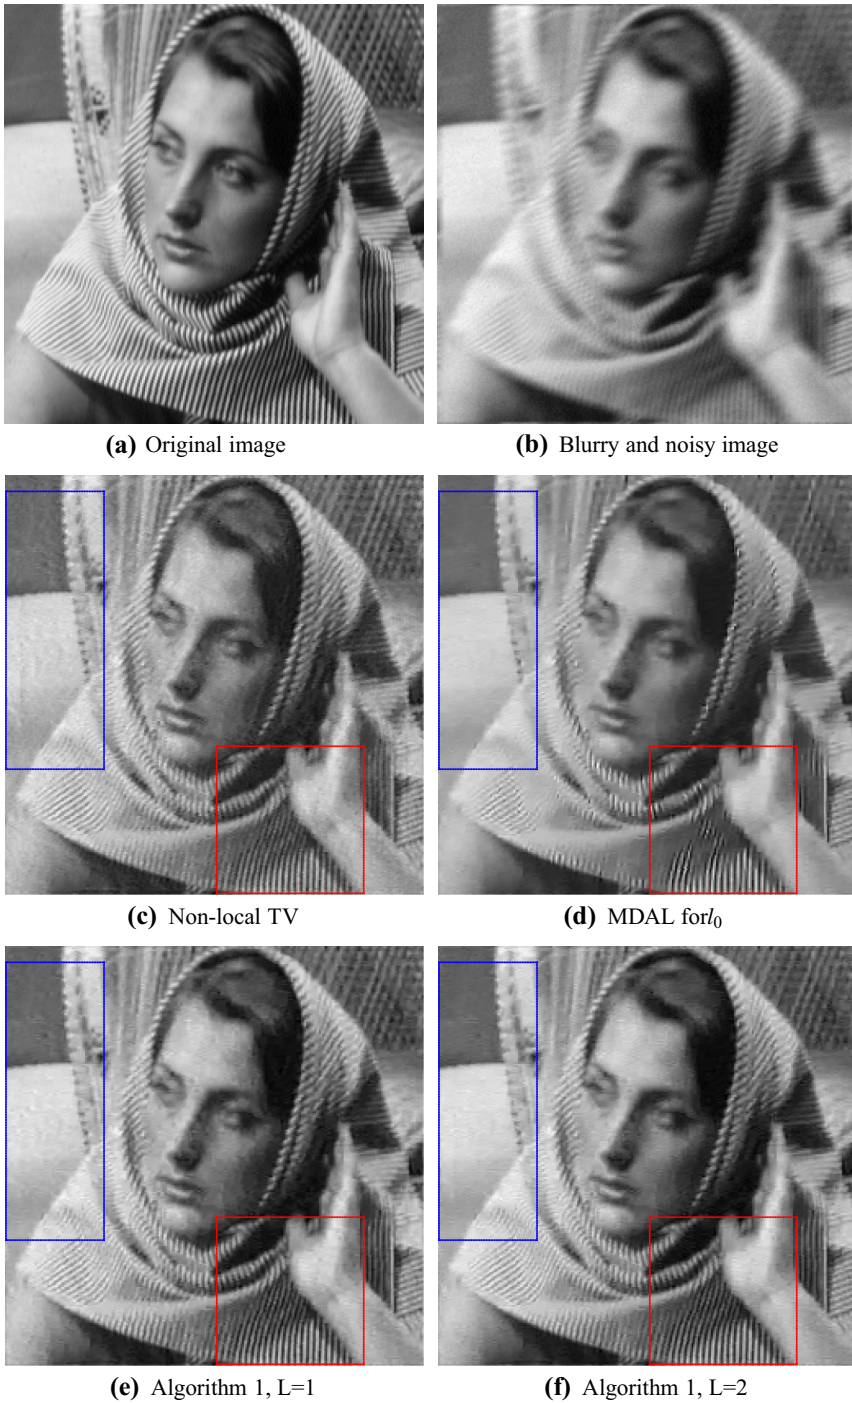 (a) Original image
(b) Blurry and noisy image
(c) Non-local TV
(d) MDAL forl0
(e) Algorithm 1, L=1
(f) Algorithm 1, L=2